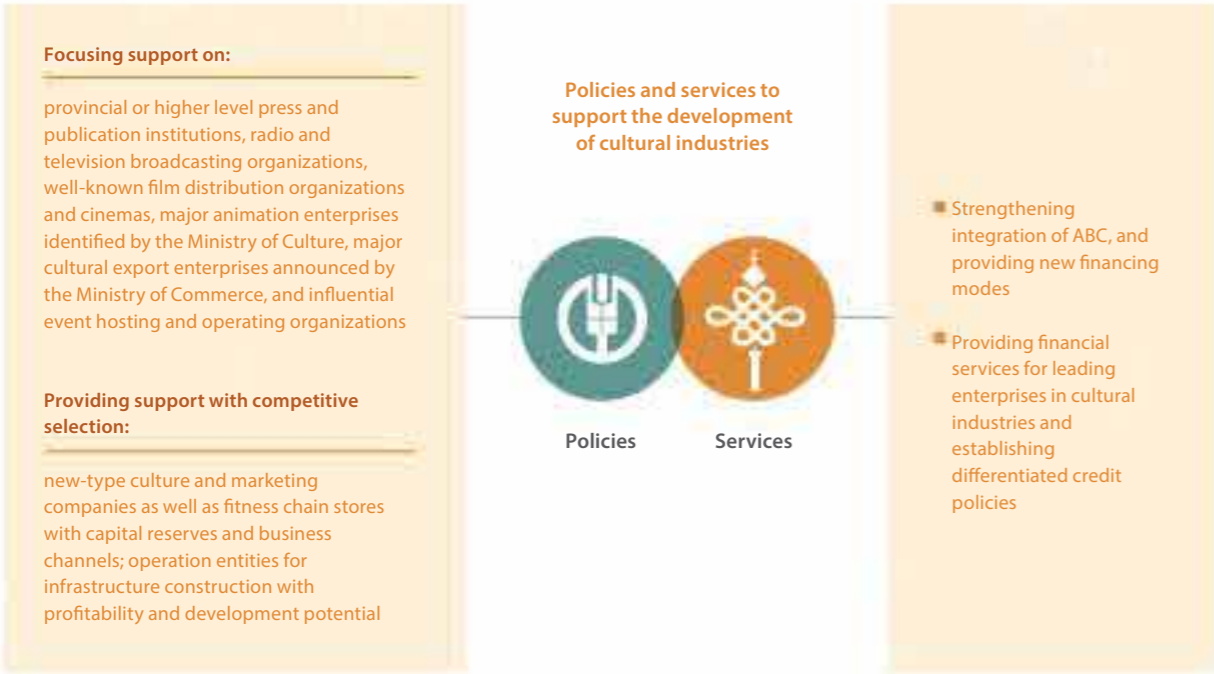 Focusing support on:
provincial or higher level press and
publication institutions, radio and
television broadcasting organizations,
well-known film distribution organizations
and cinemas, major animation enterprises
identified by the Ministry of Culture, major
cultural export enterprises announced by
the Ministry of Commerce, and influential
event hosting and operating organizations
Providing support with competitive
selection:
new-type culture and marketing
companies as well as fitness chain stores
with capital reserves and business
channels; operation entities for
infrastructure construction with
profitability and development potential
Policies and services to
support the development
of cultural industries
Policies
Services
Strengthening
integration of ABC, and
providing new financing
modes
Providing financial
services for leading
enterprises in cultural
industries and
establishing
differentiated credit
policies